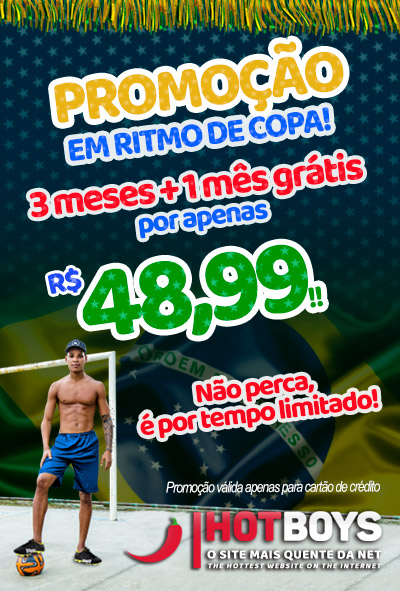 PROMOÇÃO
EM RITMO DE COPA!
3 meses + 1 mês grátis
por apenas
R$ 48,99!!
Não perca,
é por tempo limitado!
Promoção válida apenas para cartão de crédito
HOTBOYS
O SITE MAIS QUENTE DA NET
THE HOTTEST WEBSITE ON THE INTERNET